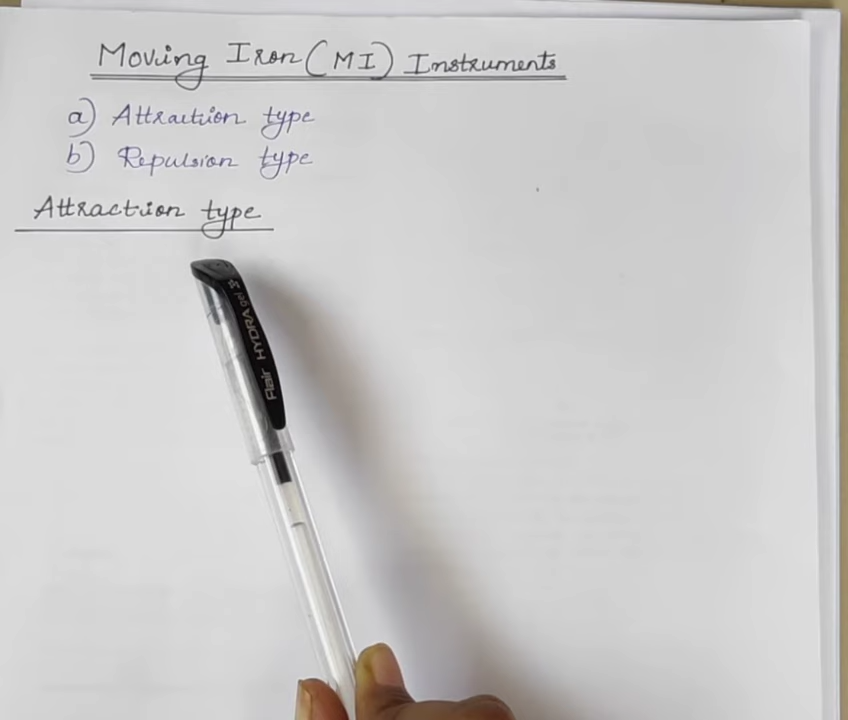 Moving Iron (MI) Instruments
a) Attraction type
b) Repulsion type
Attraction type
Flair HYDRA gel